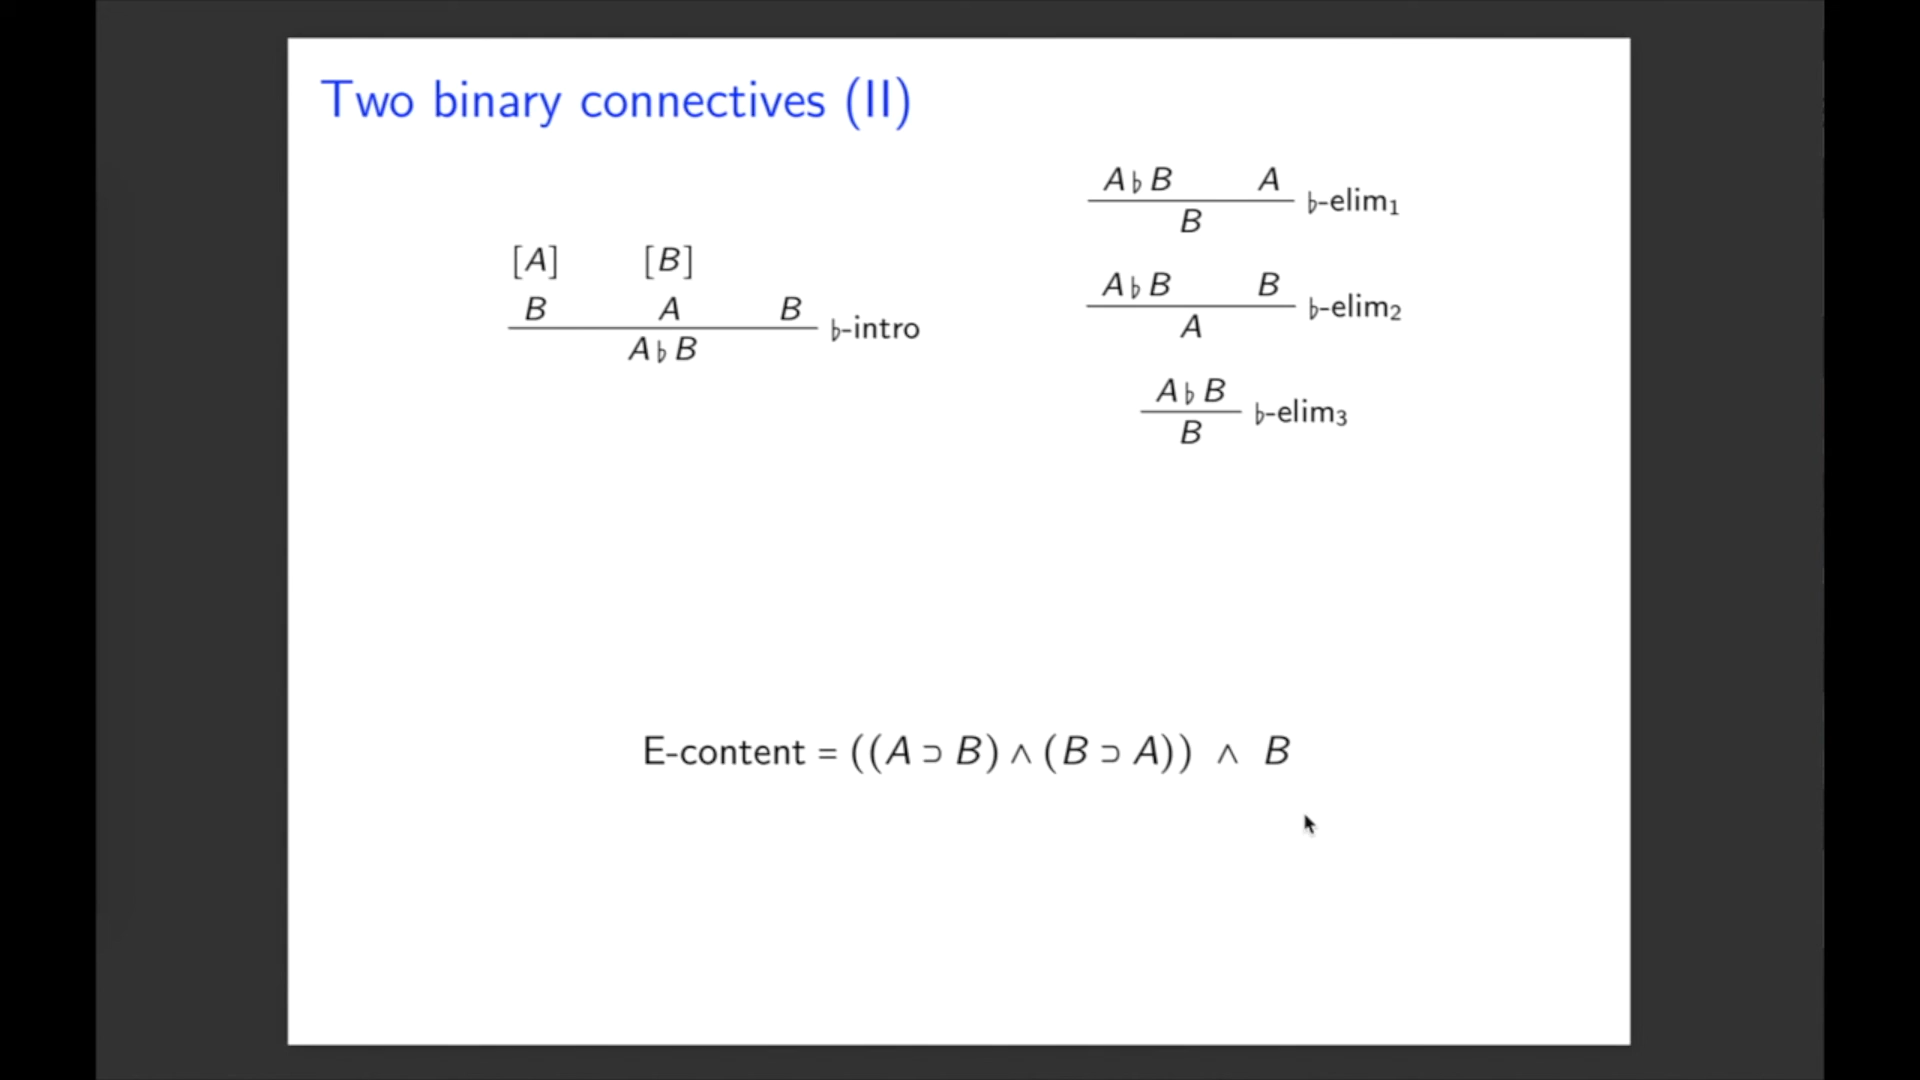 Two binary connectives (II)
[A] [B]
B A B
♭-intro
A♭B
A♭B A
♭-elim₁
B
A♭B B
♭-elim₂
A
A♭B
♭-elim₃
B
E-content = ((A ⊃ B) ∧ (B ⊃ A)) ∧ B